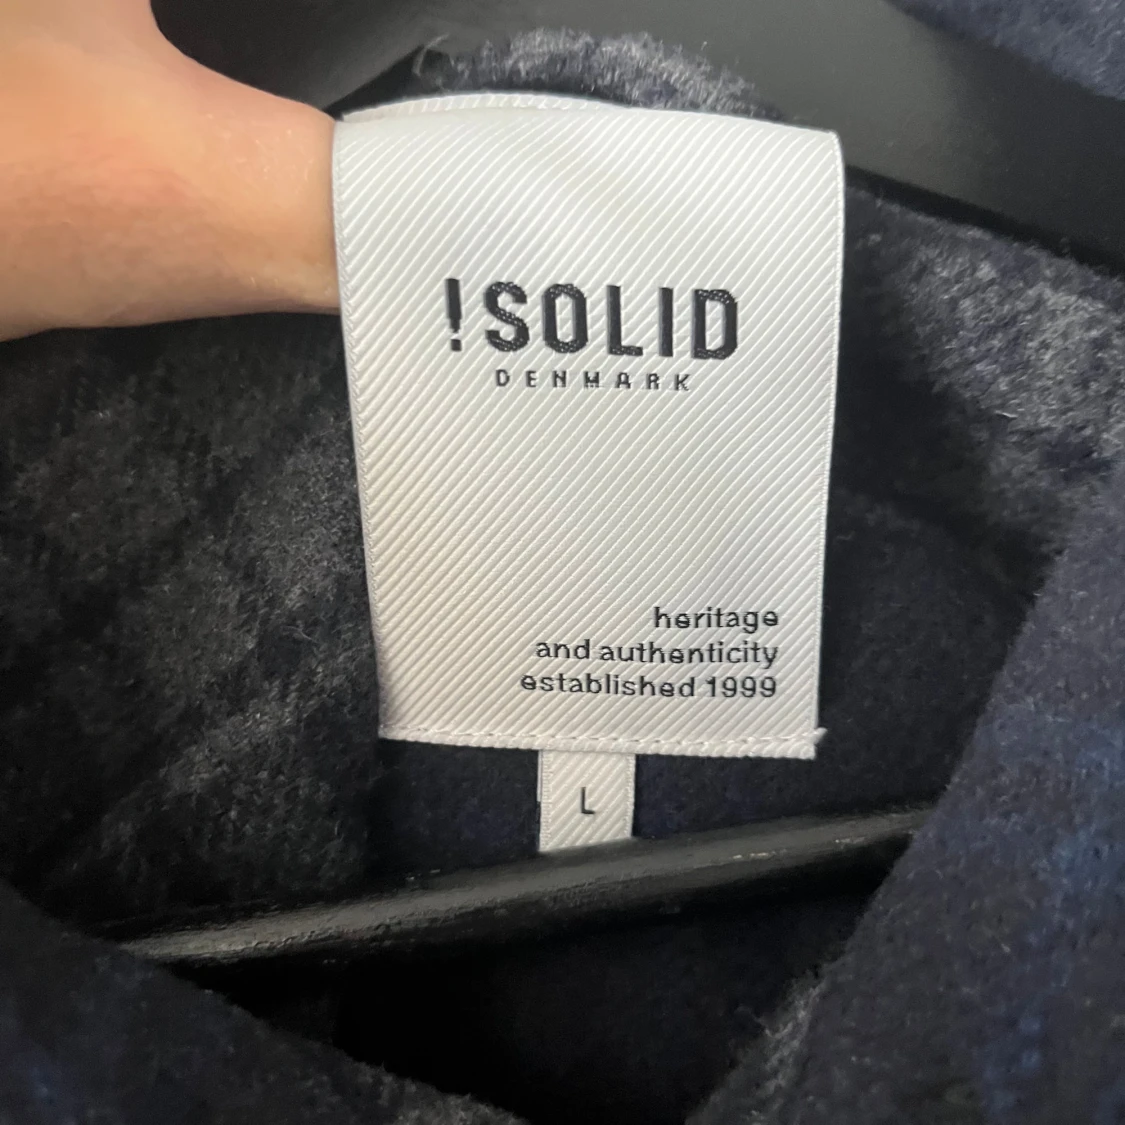 !SOLID
DENMARK
heritage
and authenticity
established 1999
L